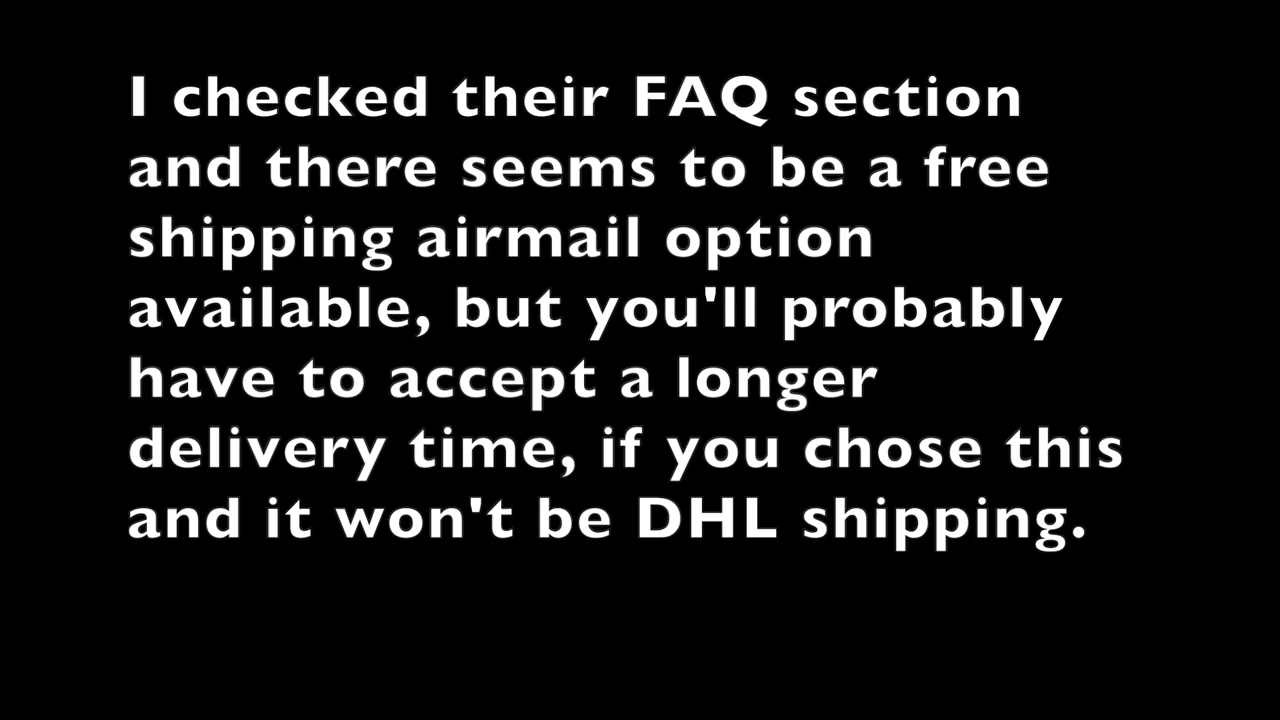 I checked their FAQ section
and there seems to be a free
shipping airmail option
available, but you'll probably
have to accept a longer
delivery time, if you chose this
and it won't be DHL shipping.